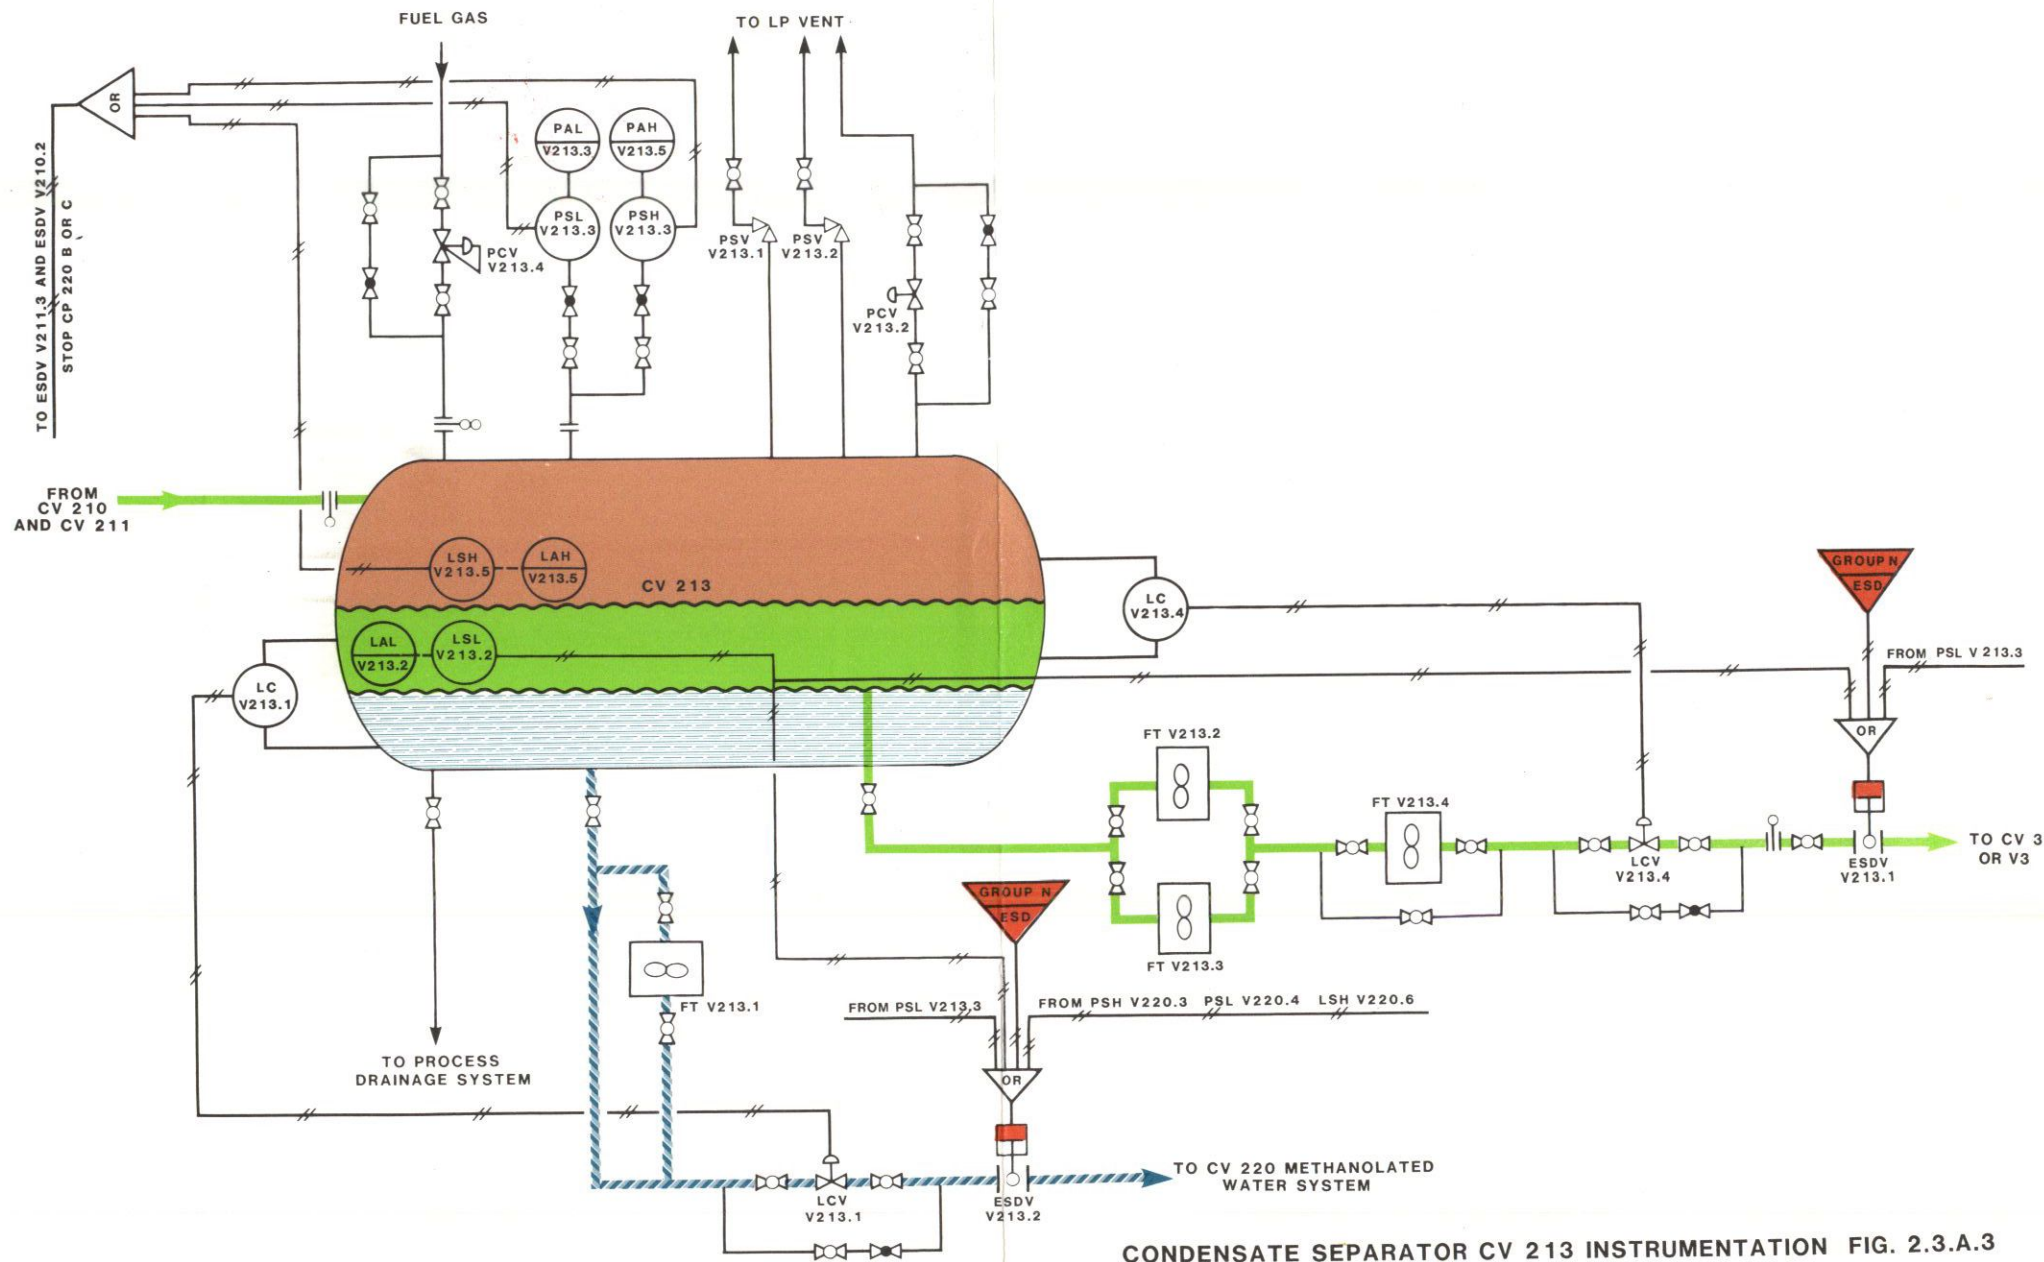 FUEL GAS
TO LP VENT
OR
TO ESDV V211.3 AND ESDV V210.2
STOP CP 220 B OR C
PAL
V213.3
PAH
V213.5
PSL
V213.3
PSH
V213.3
PCV
V213.4
PSV
V213.1
PSV
V213.2
PCV
V213.2
FROM
CV 210
AND CV 211
LSH
V213.5
LAH
V213.5
CV 213
LAL
V213.2
LSL
V213.2
LC
V213.1
LC
V213.4
GROUP N
ESD
FROM PSL V 213.3
OR
FT V213.2
FT V213.4
FT V213.3
LCV
V213.4
ESDV
V213.1
TO CV 3
OR V3
GROUP N
ESD
FT V213.1
FROM PSL V213.3
FROM PSH V220.3 PSL V220.4 LSH V220.6
OR
TO PROCESS
DRAINAGE SYSTEM
LCV
V213.1
ESDV
V213.2
TO CV 220 METHANOLATED
WATER SYSTEM
CONDENSATE SEPARATOR CV 213 INSTRUMENTATION FIG. 2.3.A.3